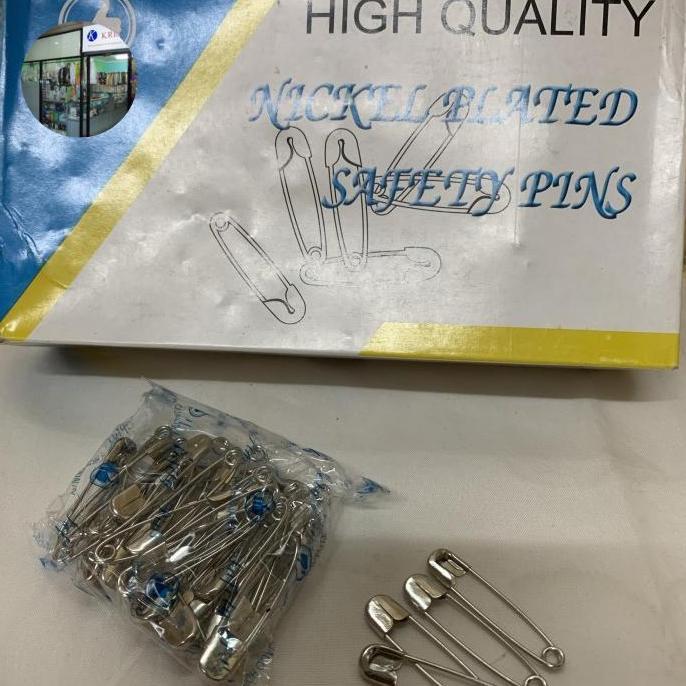 HIGH QUALITY
NICKEL PLATED
SAFETY PINS